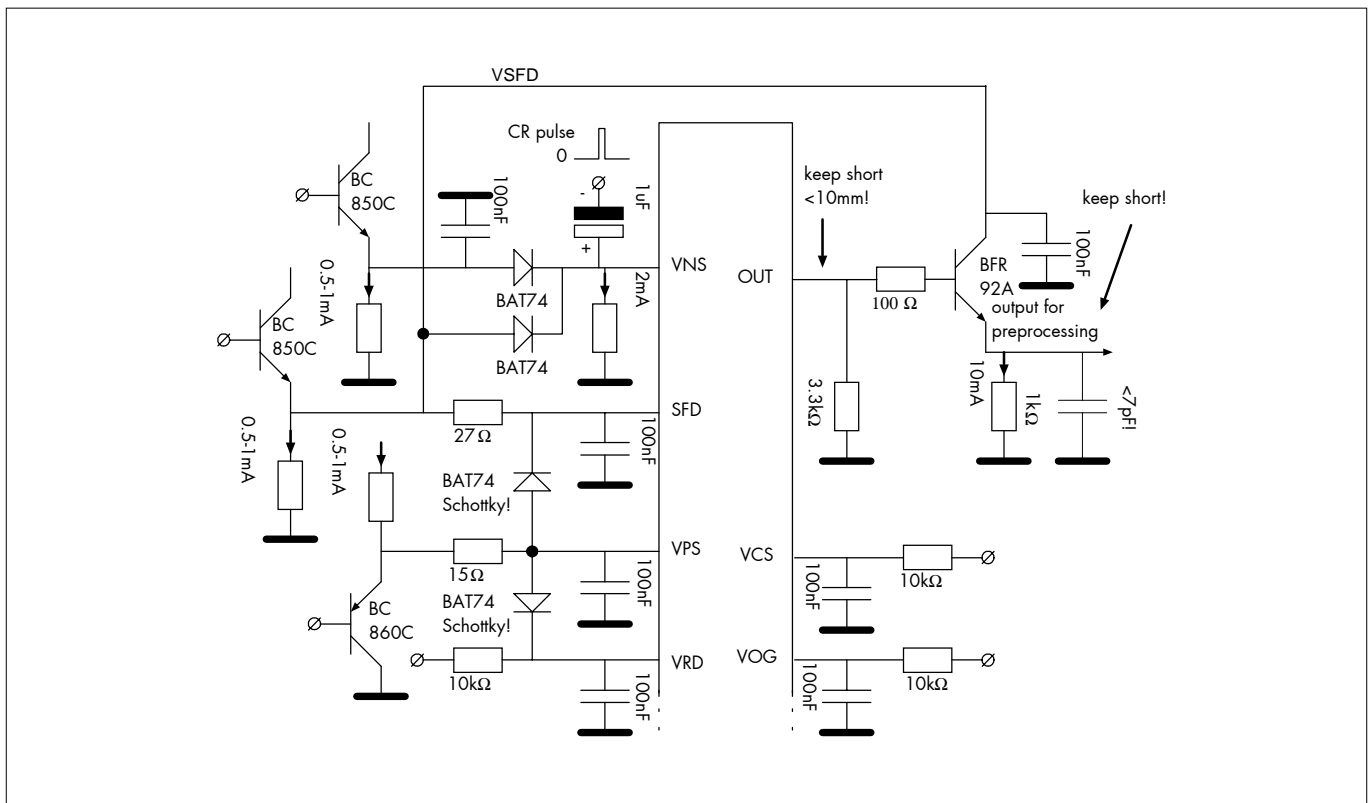 VSFD
CR pulse
0
-
+
1uF
100nF
BC
850C
0.5-1mA
BAT74
BAT74
VNS
2mA
keep short
<10mm!
OUT
100 Ω
BFR
92A
100nF
keep short!
output for
preprocessing
10mA
1kΩ
<7pF!
3.3kΩ
BC
850C
0.5-1mA
0.5-1mA
27Ω
SFD
100nF
BAT74
Schottky!
15Ω
VPS
100nF
BAT74
Schottky!
BC
860C
10kΩ
VRD
100nF
VCS
100nF
10kΩ
VOG
100nF
10kΩ